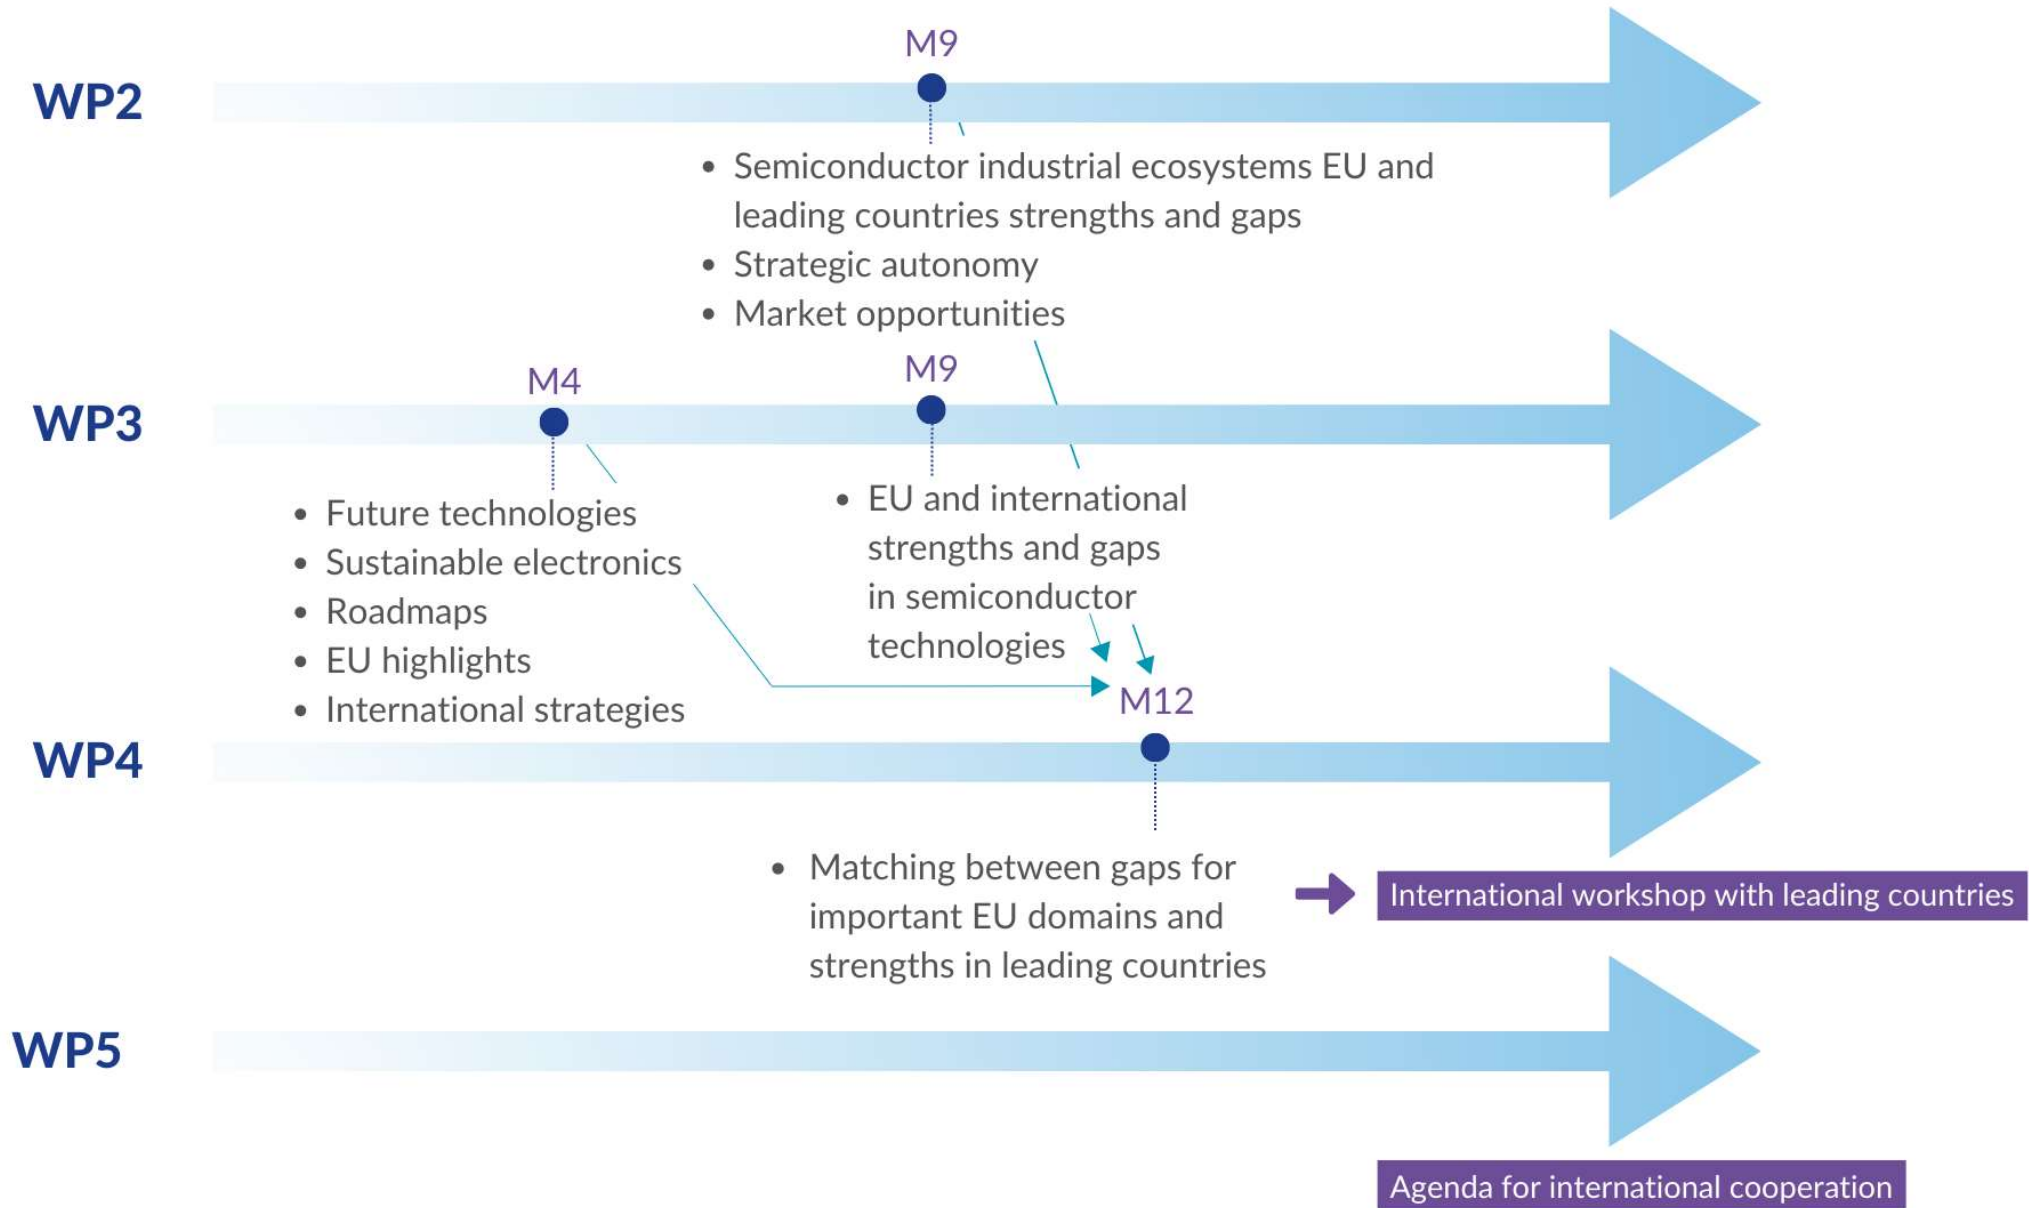 M9
WP2
• Semiconductor industrial ecosystems EU and
leading countries strengths and gaps
• Strategic autonomy
• Market opportunities
M4
M9
WP3
• Future technologies
• Sustainable electronics
• Roadmaps
• EU highlights
• International strategies
• EU and international
strengths and gaps
in semiconductor
technologies
M12
WP4
• Matching between gaps for
important EU domains and
strengths in leading countries
International workshop with leading countries
WP5
Agenda for international cooperation